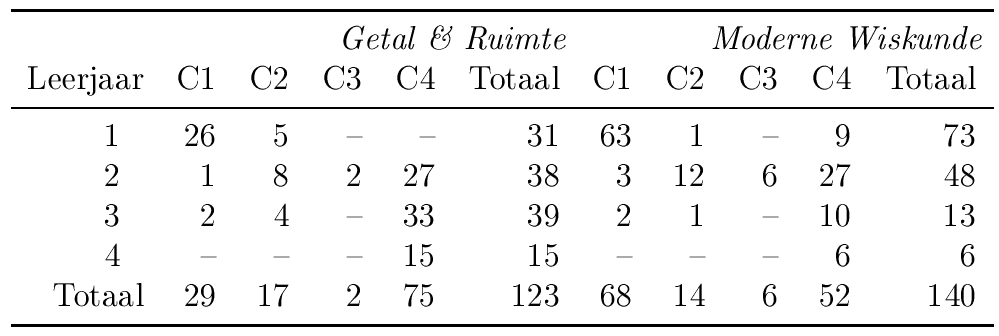 Getal & Ruimte Moderne Wiskunde
Leerjaar C1 C2 C3 C4 Totaal C1 C2 C3 C4 Totaal
1 26 5 – – 31 63 1 – 9 73
2 1 8 2 27 38 3 12 6 27 48
3 2 4 – 33 39 2 1 – 10 13
4 – – – 15 15 – – – 6 6
Totaal 29 17 2 75 123 68 14 6 52 140